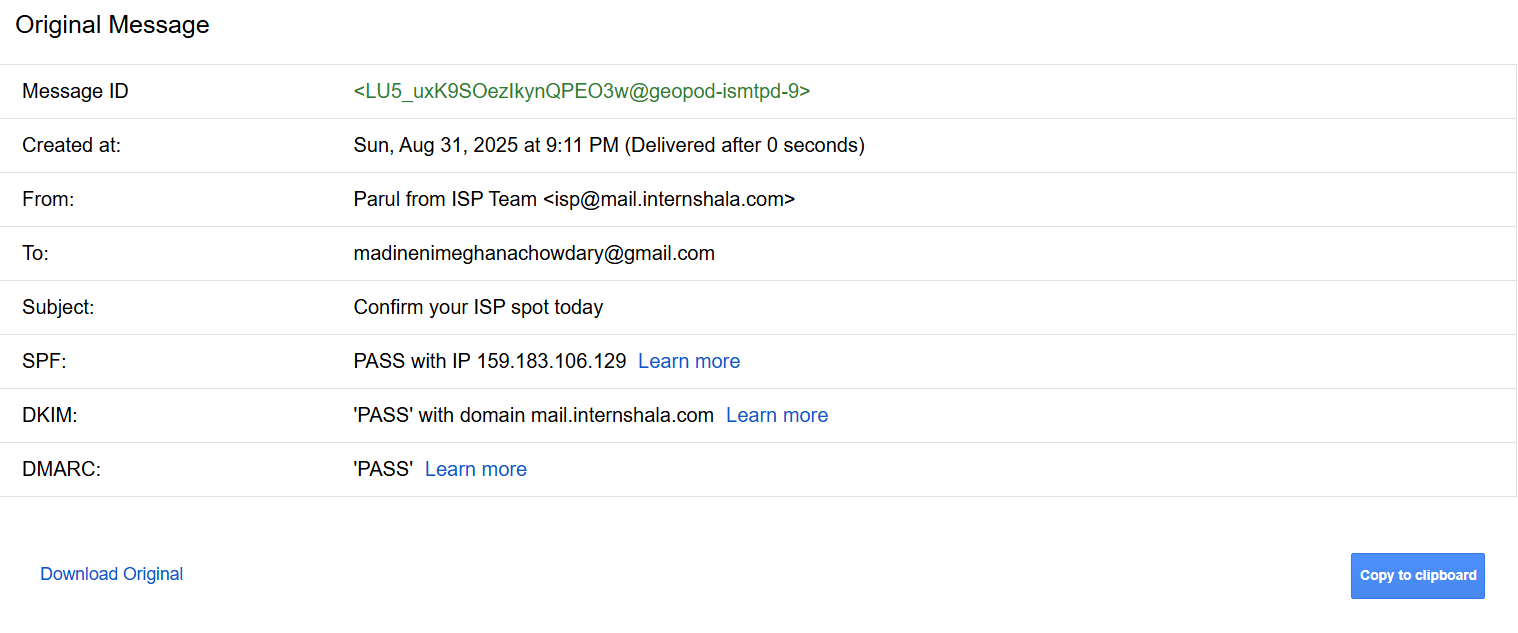 Original Message
Message ID <LU5_uxK9SOezIkynQPEO3w@geopod-ismtpd-9>
Created at: Sun, Aug 31, 2025 at 9:11 PM (Delivered after 0 seconds)
From: Parul from ISP Team <isp@mail.internshala.com>
To: madinenimeghanachowdary@gmail.com
Subject: Confirm your ISP spot today
SPF: PASS with IP 159.183.106.129 Learn more
DKIM: 'PASS' with domain mail.internshala.com Learn more
DMARC: 'PASS' Learn more
Download Original Copy to clipboard